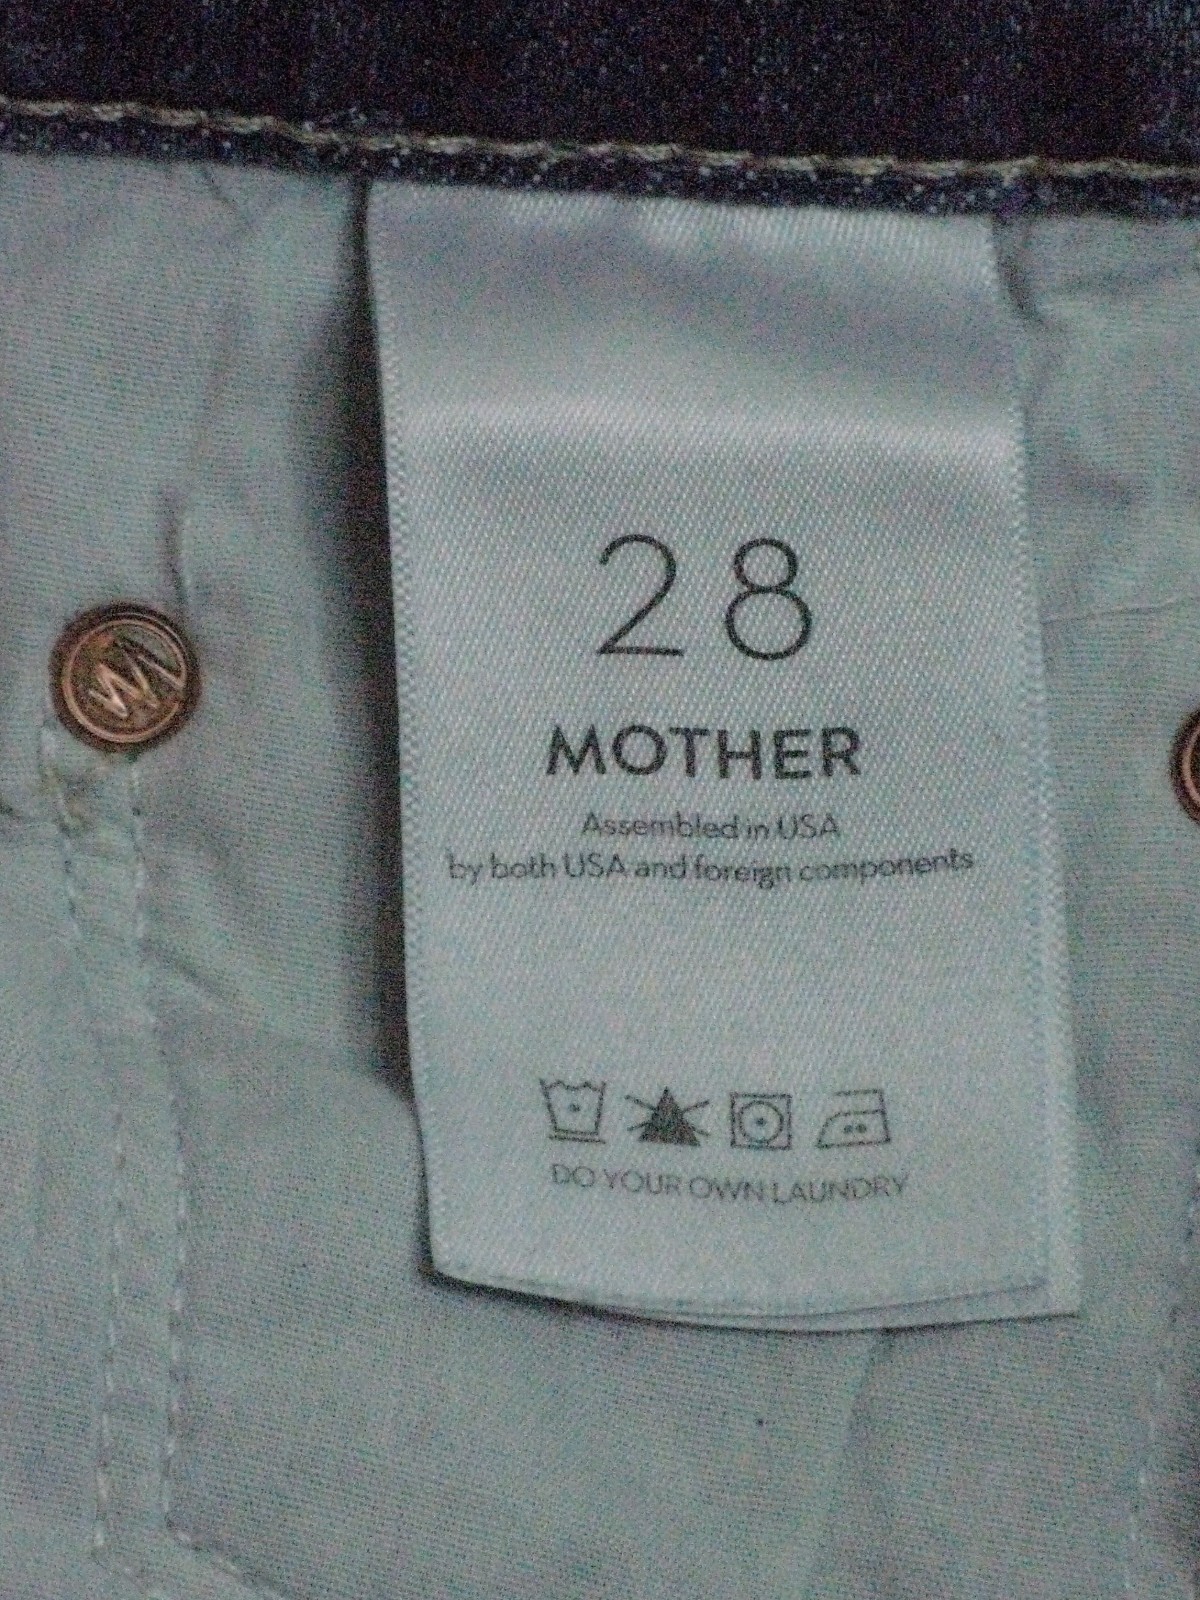 28
MOTHER
Assembled in USA
by both USA and foreign components
DO YOUR OWN LAUNDRY